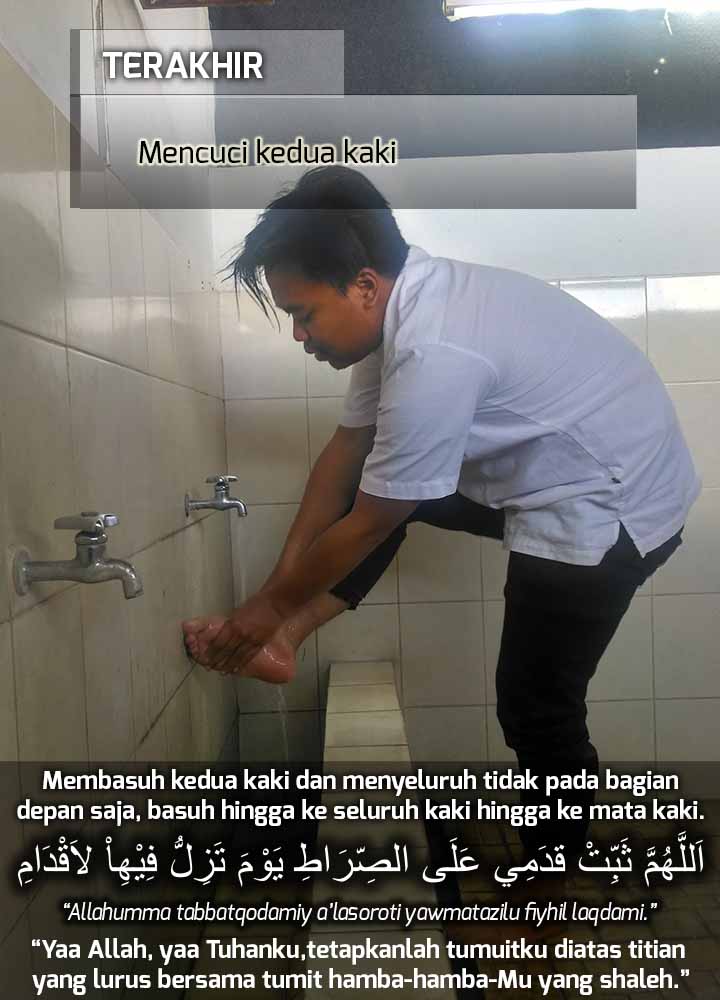 TERAKHIR
Mencuci kedua kaki
Membasuh kedua kaki dan menyeluruh tidak pada bagian
depan saja, basuh hingga ke seluruh kaki hingga ke mata kaki.
اَللَّهُمَّ ثَبِّتْ قدَمِي عَلَى الصِّرَاطِ يَوْمَ تَزِلُّ فِيْهِاْ لاَقْدَامِ
“Allahumma tabbatqodamiy a'lasoroti yawmatazilu fiyhil laqdami.”
“Yaa Allah, yaa Tuhanku,tetapkanlah tumuitku diatas titian
yang lurus bersama tumit hamba-hamba-Mu yang shaleh.”